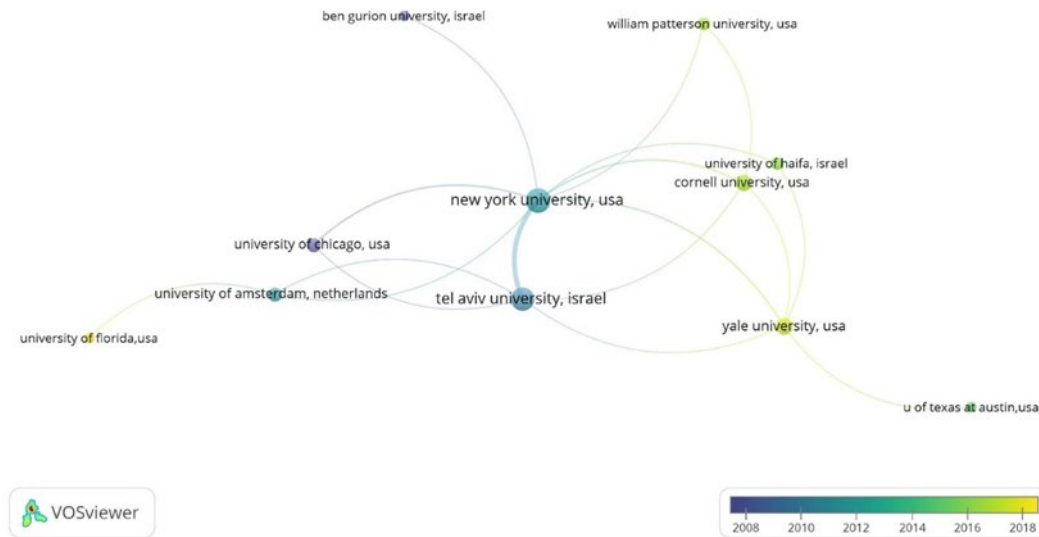 ben gurion university, israel
william patterson university, usa
university of haifa, israel
cornell university, usa
new york university, usa
university of chicago, usa
university of amsterdam, netherlands
tel aviv university, israel
university of florida,usa
yale university, usa
u of texas at austin,usa
VOSviewer
2008 2010 2012 2014 2016 2018